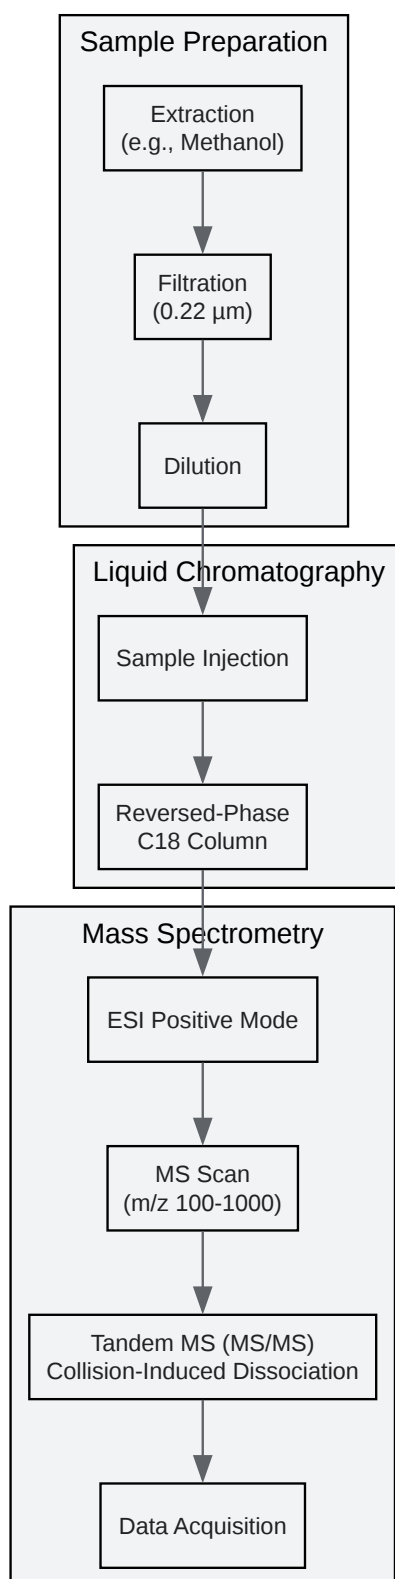 Sample Preparation
Extraction
(e.g., Methanol)
Filtration
(0.22 µm)
Dilution
Liquid Chromatography
Sample Injection
Reversed-Phase
C18 Column
Mass Spectrometry
ESI Positive Mode
MS Scan
(m/z 100-1000)
Tandem MS (MS/MS)
Collision-Induced Dissociation
Data Acquisition